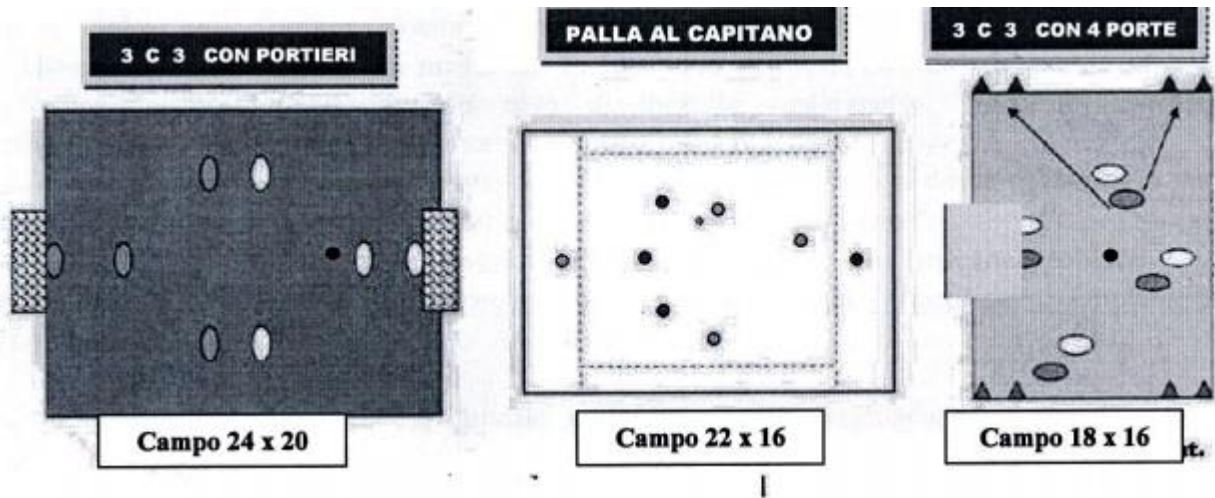 3 C 3 CON PORTIERI
PALLA AL CAPITANO
3 C 3 CON 4 PORTE
Campo 24 x 20
Campo 22 x 16
Campo 18 x 16